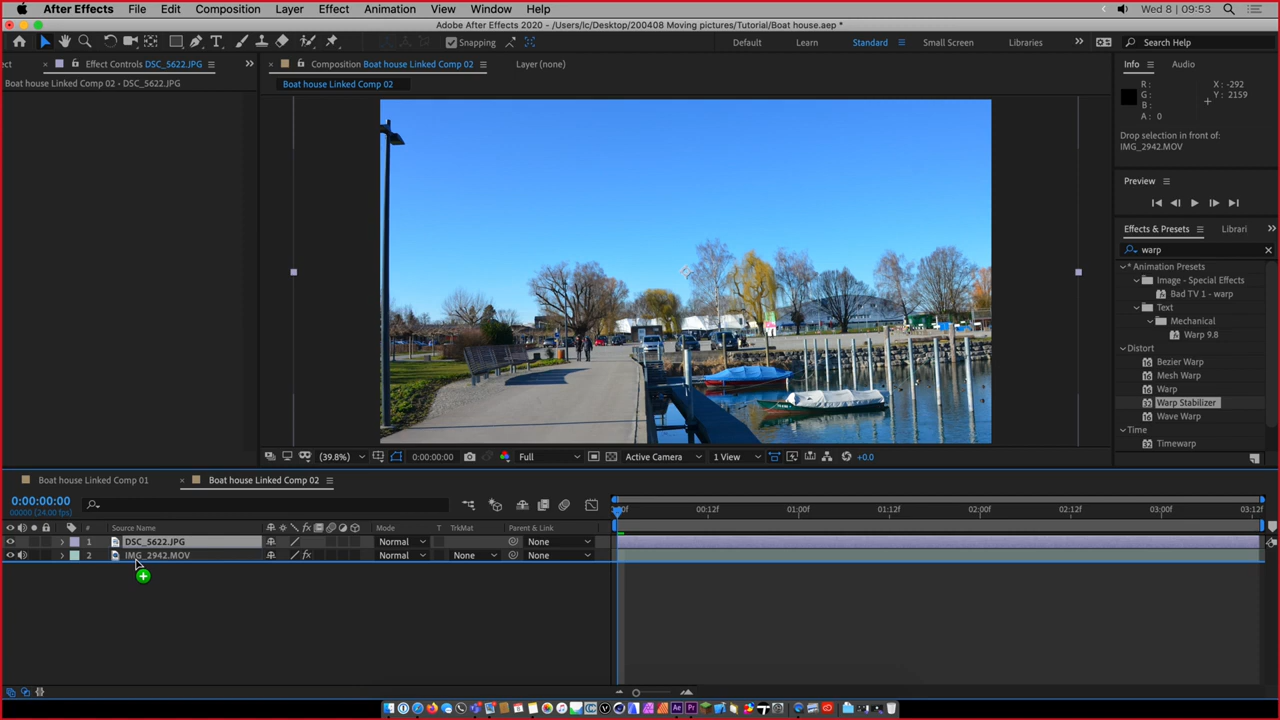 After Effects File Edit Composition Layer Effect Animation View Window Help Wed 8 | 09:53
Adobe After Effects 2020 - /Users/lc/Desktop/200408 Moving pictures/Tutorial/Boat house.aep *
Snapping Default Learn Standard Small Screen Libraries Search Help
ect Effect Controls DSC_5622.JPG Composition Boat house Linked Comp 02 Layer (none) Info Audio
Boat house Linked Comp 02 • DSC_5622.JPG Boat house Linked Comp 02
R: X: -292
G: Y: 2159
B:
A: 0
Drop selection in front of:
IMG_2942.MOV
Preview
Effects & Presets Librari
warp
* Animation Presets
Image - Special Effects
Bad TV 1 - warp
Text
Mechanical
Warp 9.8
Distort
Bezier Warp
Mesh Warp
Warp
Warp Stabilizer
Wave Warp
Time
Timewarp
(39.8%) 0:00:00:00 Full Active Camera 1 View +0.0
Boat house Linked Comp 01 Boat house Linked Comp 02
0:00:00:00
00000 (24.00 fps)
:00f 00:12f 01:00f 01:12f 02:00f 02:12f 03:00f 03:12f
# Source Name fx Mode T TrkMat Parent & Link
1 DSC_5622.JPG Normal None
2 IMG_2942.MOV fx Normal None None